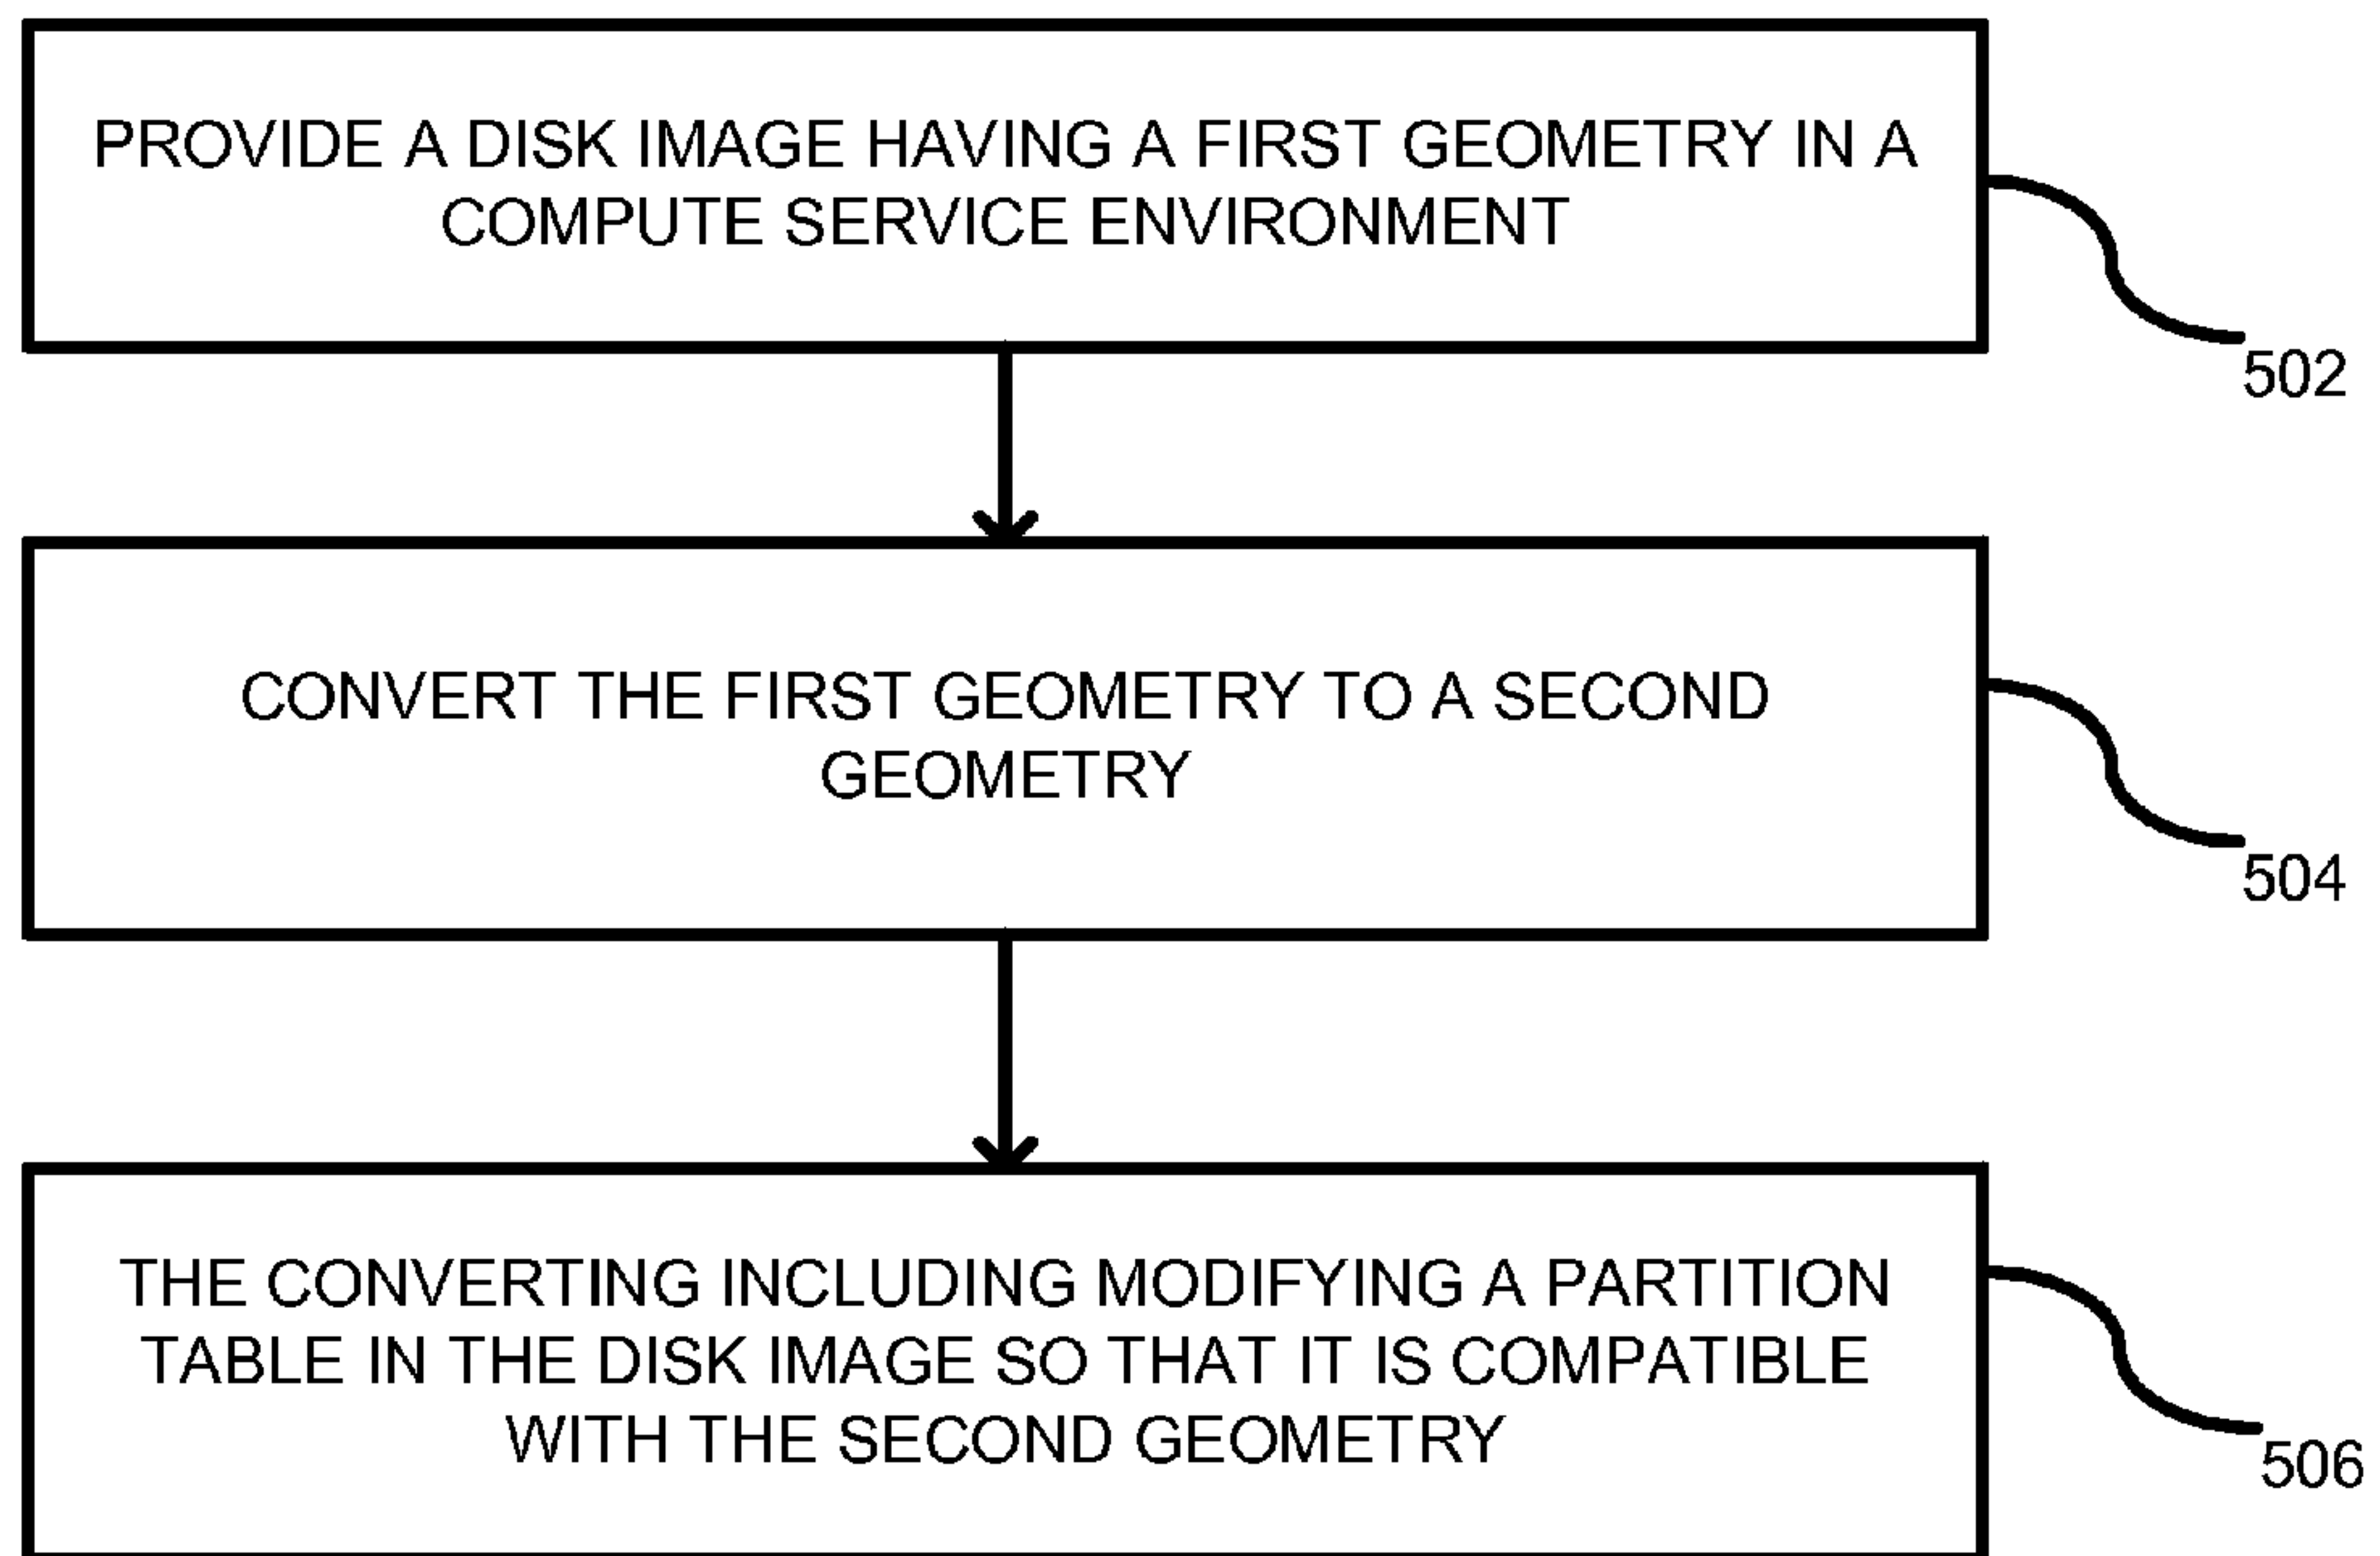 PROVIDE A DISK IMAGE HAVING A FIRST GEOMETRY IN A
COMPUTE SERVICE ENVIRONMENT
502
CONVERT THE FIRST GEOMETRY TO A SECOND
GEOMETRY
504
THE CONVERTING INCLUDING MODIFYING A PARTITION
TABLE IN THE DISK IMAGE SO THAT IT IS COMPATIBLE
WITH THE SECOND GEOMETRY
506